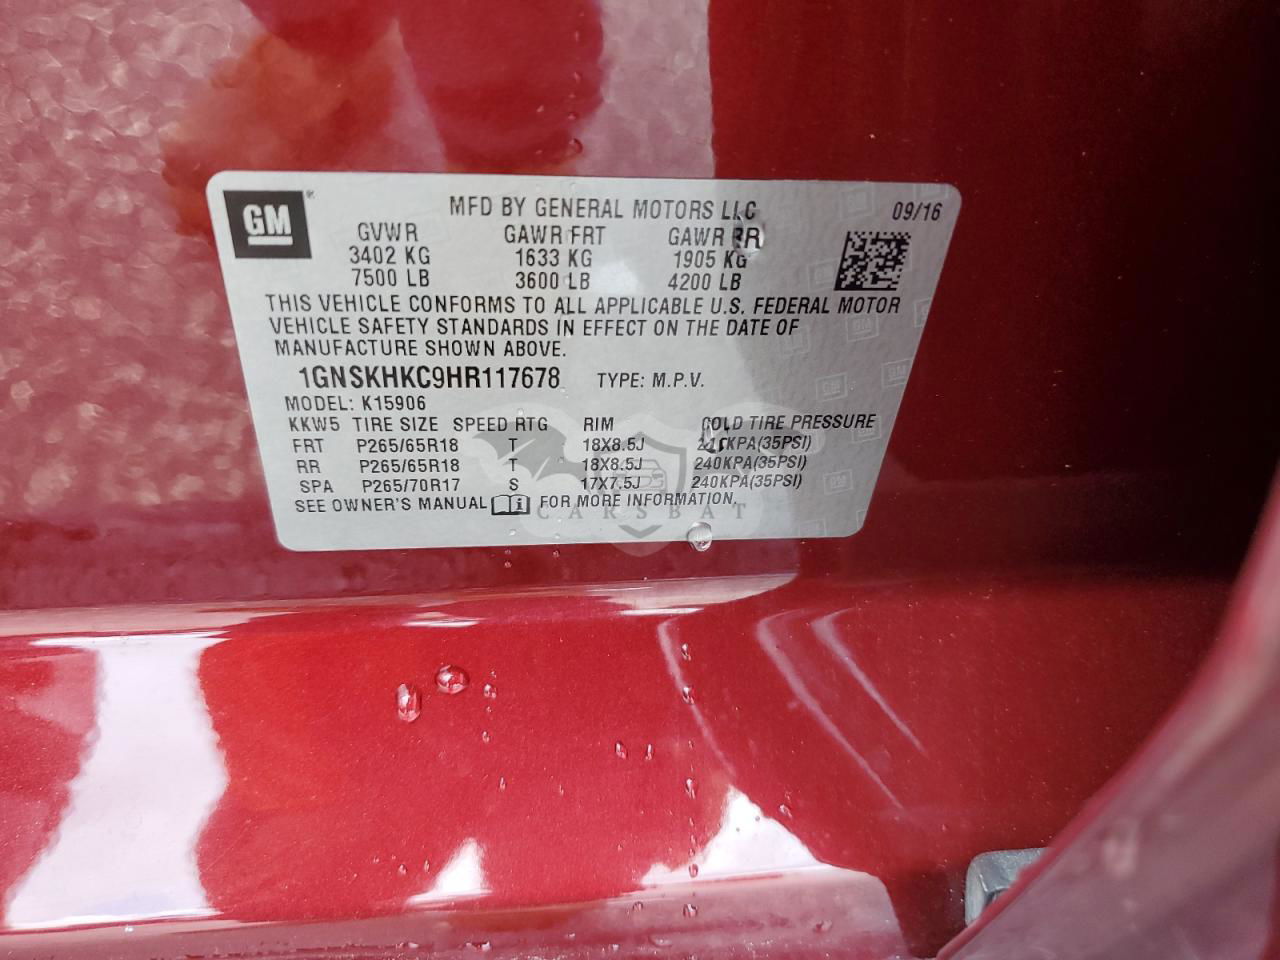 GM ®
MFD BY GENERAL MOTORS LLC 09/16
GVWR GAWR FRT GAWR RR
3402 KG 1633 KG 1905 KG
7500 LB 3600 LB 4200 LB
THIS VEHICLE CONFORMS TO ALL APPLICABLE U.S. FEDERAL MOTOR
VEHICLE SAFETY STANDARDS IN EFFECT ON THE DATE OF
MANUFACTURE SHOWN ABOVE.
1GNSKHKC9HR117678 TYPE: M.P.V.
MODEL: K15906
KKW5 TIRE SIZE SPEED RTG RIM COLD TIRE PRESSURE
FRT P265/65R18 T 18X8.5J 240KPA(35PSI)
RR P265/65R18 T 18X8.5J 240KPA(35PSI)
SPA P265/70R17 S 17X7.5J 240KPA(35PSI)
SEE OWNER'S MANUAL i FOR MORE INFORMATION.
CARSBAT